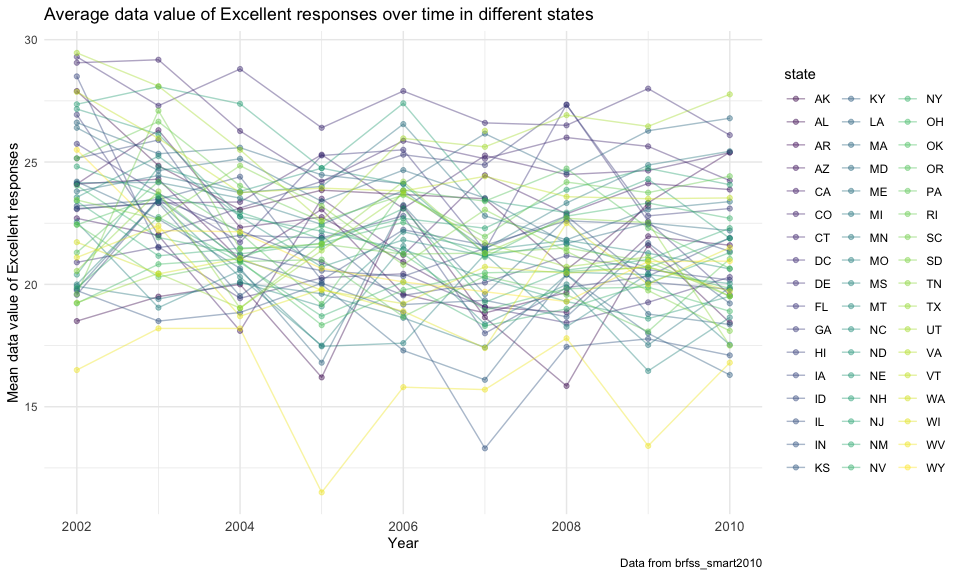 Average data value of Excellent responses over time in different states
30
25
20
15
Mean data value of Excellent responses
2002 2004 2006 2008 2010
Year
Data from brfss_smart2010
state
AK KY NY
AL LA OH
AR MA OK
AZ MD OR
CA ME PA
CO MI RI
CT MN SC
DC MO SD
DE MS TN
FL MT TX
GA NC UT
HI ND VA
IA NE VT
ID NH WA
IL NJ WI
IN NM WV
KS NV WY